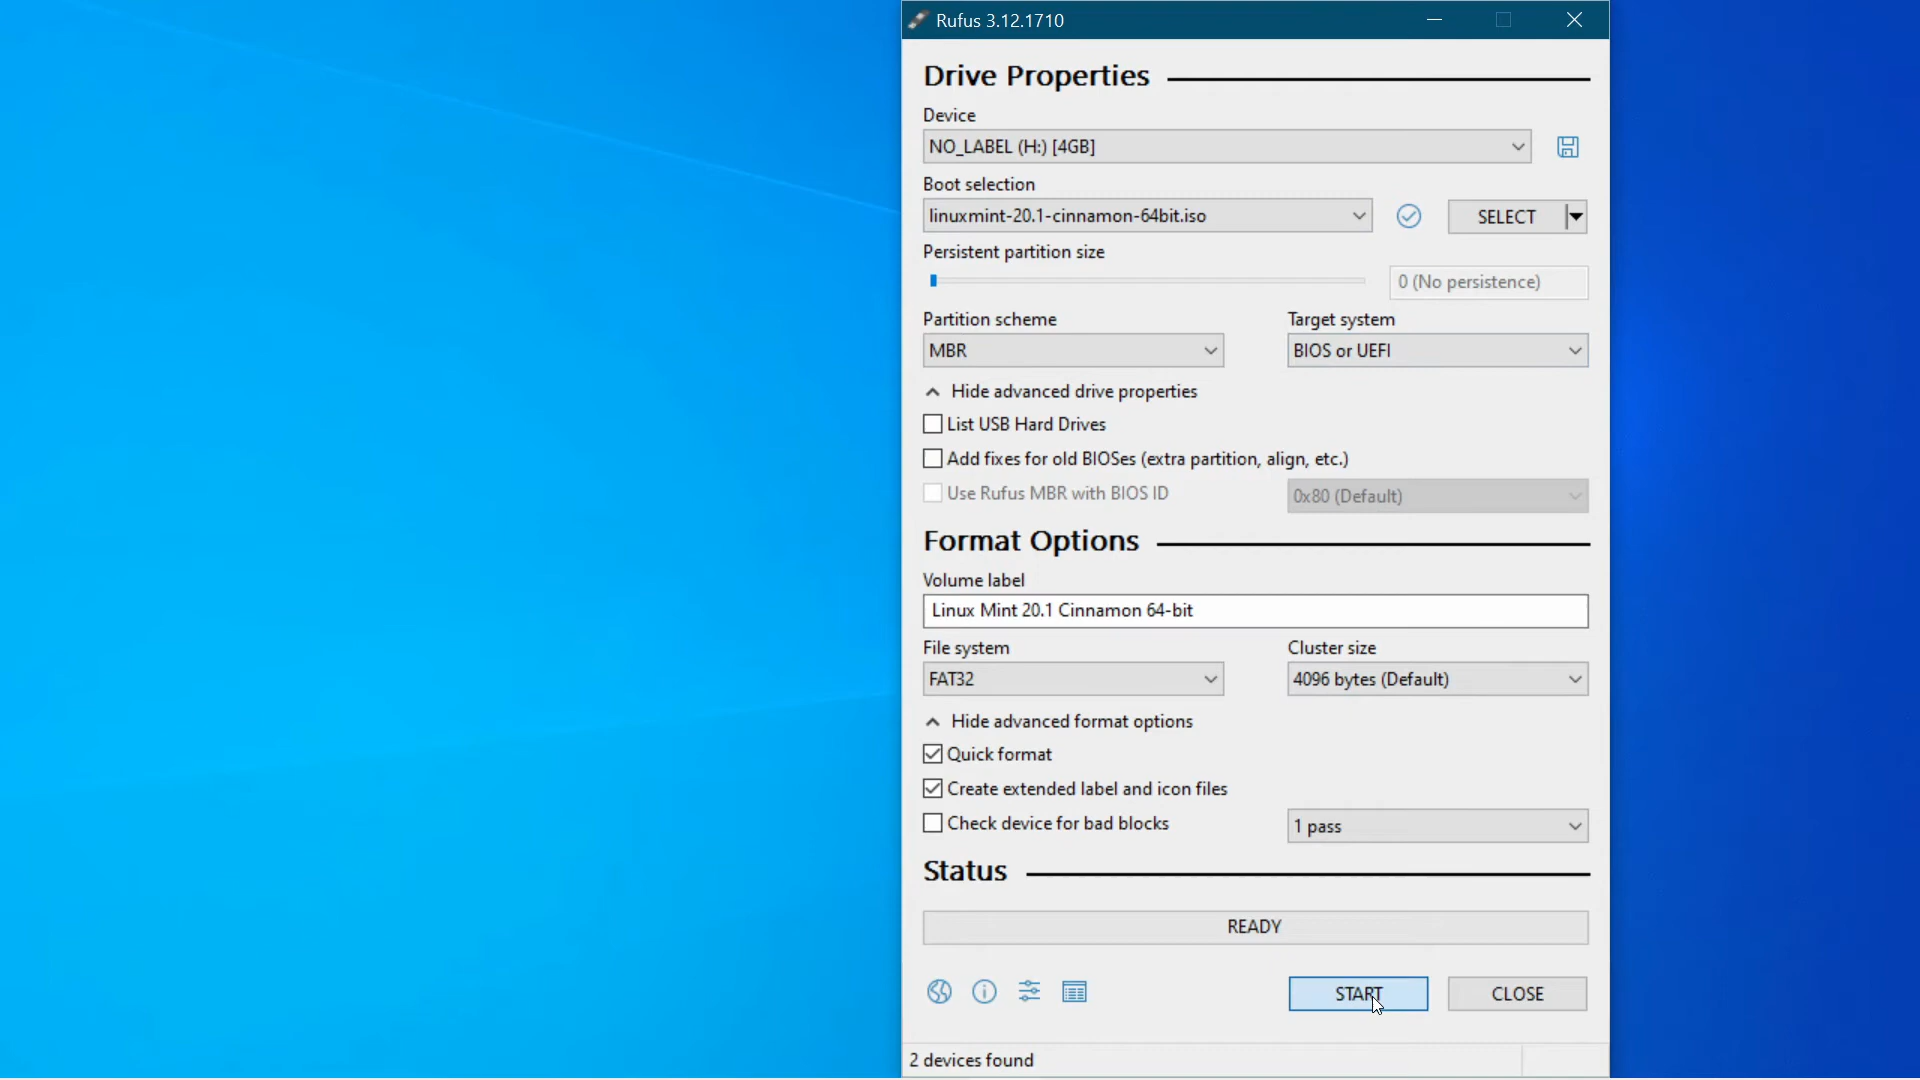 Rufus 3.12.1710
Drive Properties
Device
NO_LABEL (H:) [4GB]
Boot selection
linuxmint-20.1-cinnamon-64bit.iso
SELECT
Persistent partition size
0 (No persistence)
Partition scheme
Target system
MBR
BIOS or UEFI
Hide advanced drive properties
List USB Hard Drives
Add fixes for old BIOSes (extra partition, align, etc.)
Use Rufus MBR with BIOS ID
0x80 (Default)
Format Options
Volume label
Linux Mint 20.1 Cinnamon 64-bit
File system
Cluster size
FAT32
4096 bytes (Default)
Hide advanced format options
Quick format
Create extended label and icon files
Check device for bad blocks
1 pass
Status
READY
START
CLOSE
2 devices found